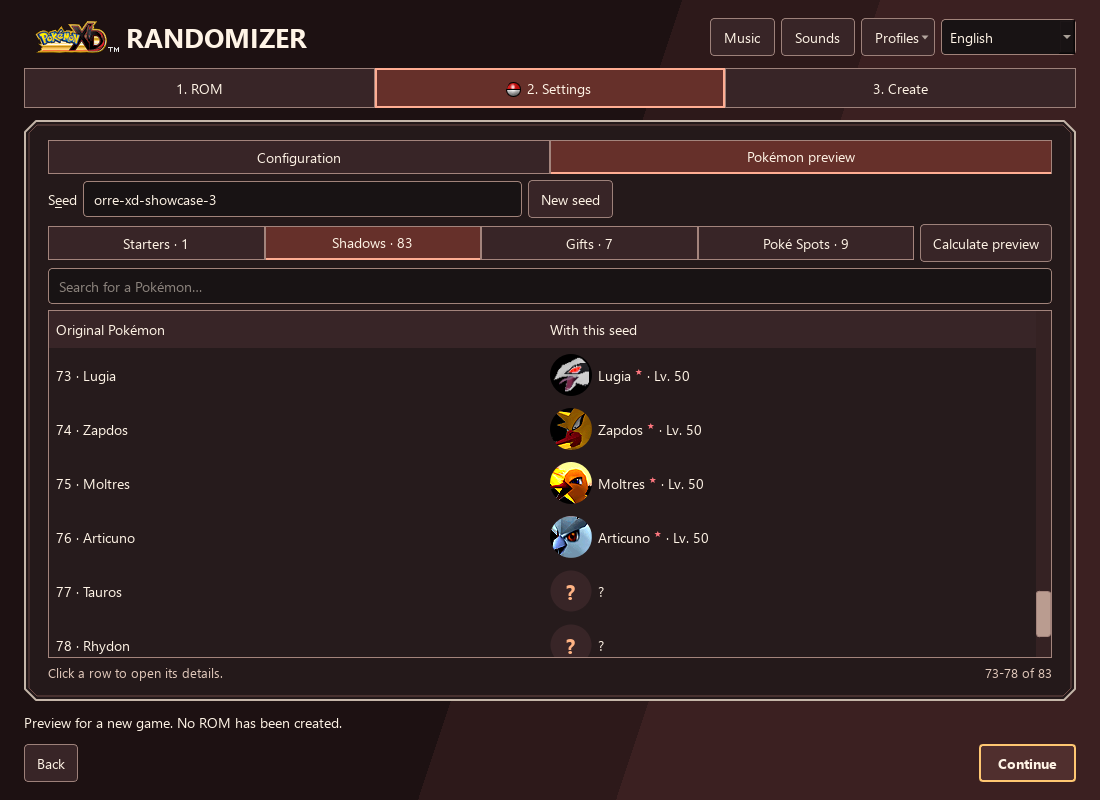 POKéMON XD™ RANDOMIZER
Music
Sounds
Profiles
English
1. ROM
2. Settings
3. Create
Configuration
Pokémon preview
Seed
orre-xd-showcase-3
New seed
Starters · 1
Shadows · 83
Gifts · 7
Poké Spots · 9
Calculate preview
Search for a Pokémon...
Original Pokémon
With this seed
73 · Lugia
Lugia * · Lv. 50
74 · Zapdos
Zapdos * · Lv. 50
75 · Moltres
Moltres * · Lv. 50
76 · Articuno
Articuno * · Lv. 50
77 · Tauros
? ?
78 · Rhydon
? ?
Click a row to open its details.
73-78 of 83
Preview for a new game. No ROM has been created.
Back
Continue